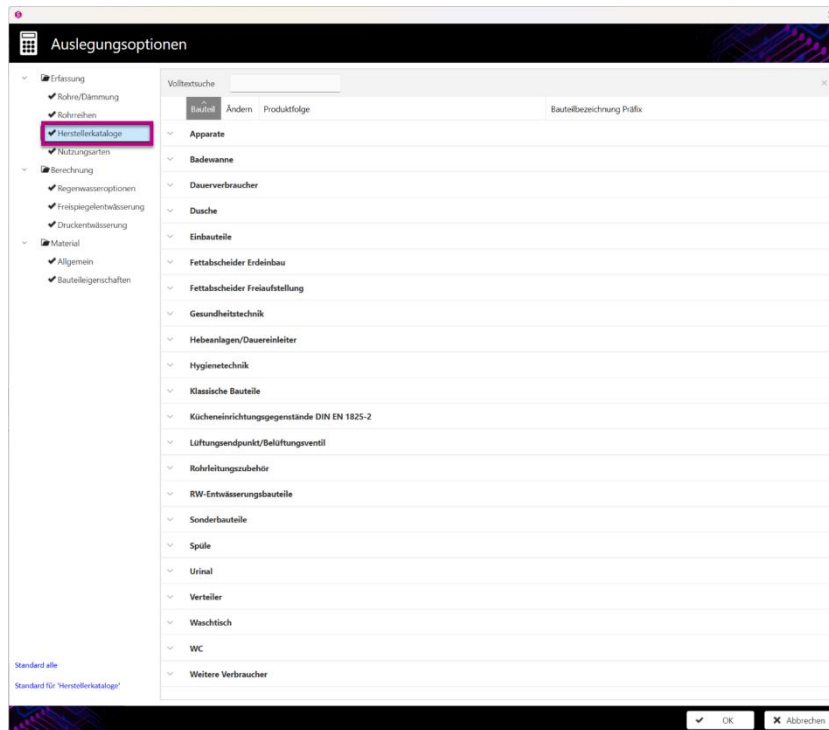 Auslegungsoptionen
Erfassung
Rohre/Dämmung
Rohrreihen
Herstellerkataloge
Nutzungsarten
Berechnung
Regenwasseroptionen
Freispiegelentwässerung
Druckentwässerung
Material
Allgemein
Bauteileigenschaften
Standard alle
Standard für 'Herstellerkataloge'
Volltextsuche
Bauteil Ändern Produktfolge Bauteilbezeichnung Präfix
Apparate
Badewanne
Dauerverbraucher
Dusche
Einbauteile
Fettabscheider Erdeinbau
Fettabscheider Freiaufstellung
Gesundheitstechnik
Hebeanlagen/Dauereinleiter
Hygienetechnik
Klassische Bauteile
Kücheneinrichtungsgegenstände DIN EN 1825-2
Lüftungsendpunkt/Belüftungsventil
Rohrleitungszubehör
RW-Entwässerungsbauteile
Sonderbauteile
Spüle
Urinal
Verteiler
Waschtisch
WC
Weitere Verbraucher
OK Abbrechen